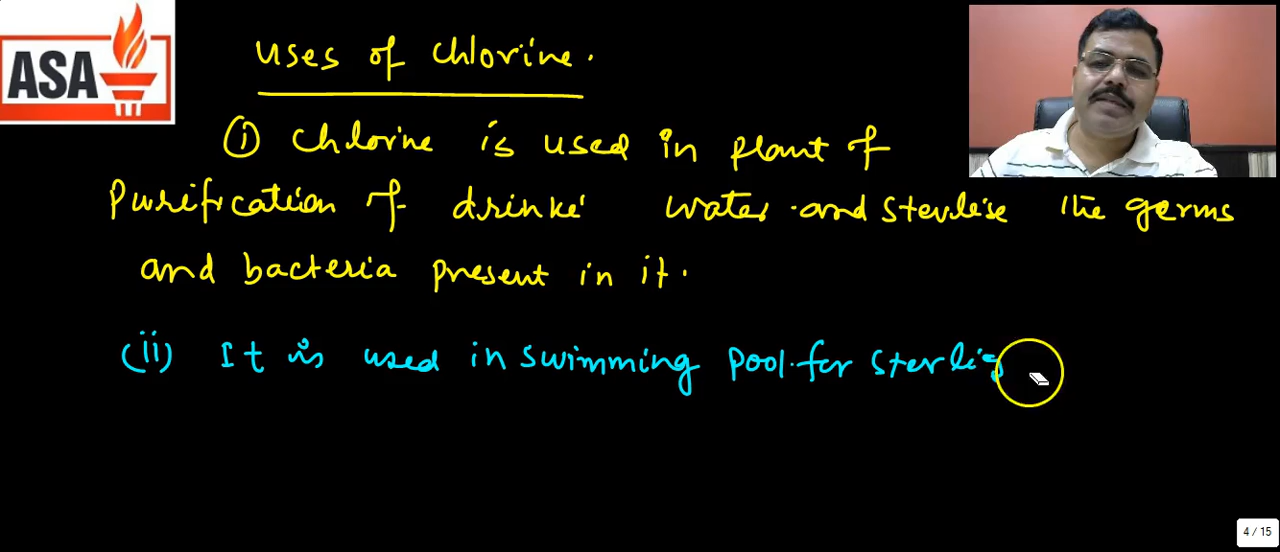 ASA
Uses of Chlorine.
(i) Chlorine is used in plant of
Purification of drinke' water and Sterlise the germs
and bacteria present in it.
(ii) It is used in swimming pool. for sterlis
4 / 15